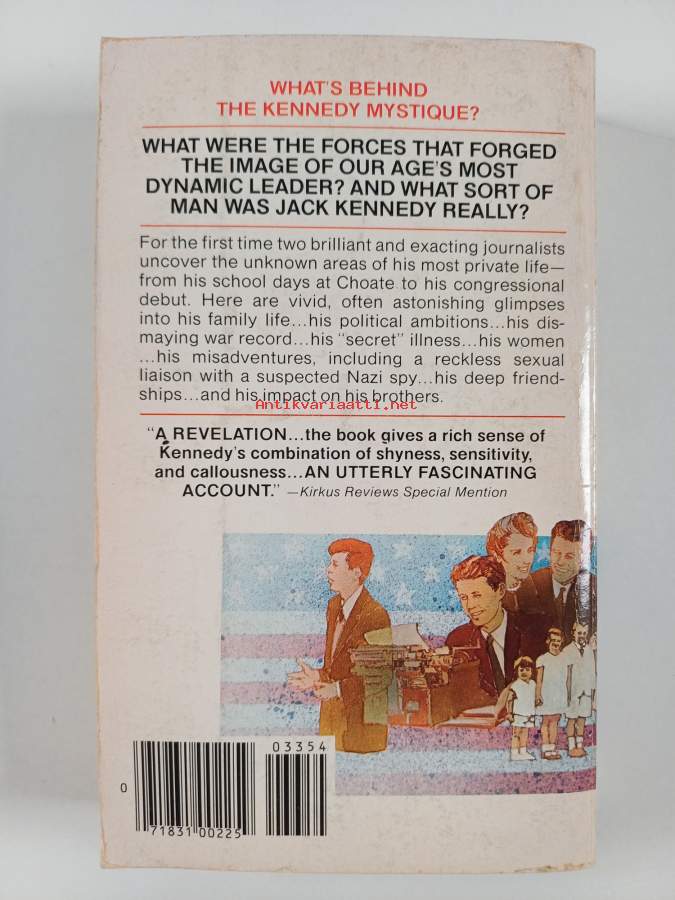 WHAT'S BEHIND
THE KENNEDY MYSTIQUE?
WHAT WERE THE FORCES THAT FORGED
THE IMAGE OF OUR AGE'S MOST
DYNAMIC LEADER? AND WHAT SORT OF
MAN WAS JACK KENNEDY REALLY?
For the first time two brilliant and exacting journalists
uncover the unknown areas of his most private life—
from his school days at Choate to his congressional
debut. Here are vivid, often astonishing glimpses
into his family life...his political ambitions...his dis-
maying war record...his "secret" illness...his women
...his misadventures, including a reckless sexual
liaison with a suspected Nazi spy...his deep friend-
ships...and his impact on his brothers.
Antikvariaatti.net
"A REVELATION...the book gives a rich sense of
Kennedy's combination of shyness, sensitivity,
and callousness...AN UTTERLY FASCINATING
ACCOUNT." —Kirkus Reviews Special Mention
03354
0 71831 00225